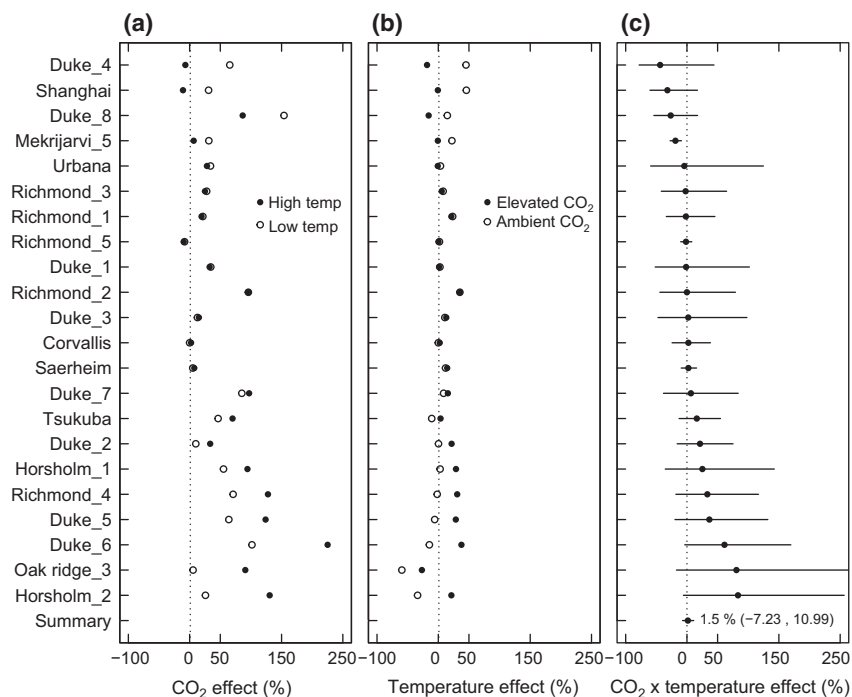 (a) (b) (c)
Duke_4
Shanghai
Duke_8
Mekrijarvi_5
Urbana
Richmond_3
Richmond_1
Richmond_5
Duke_1
Richmond_2
Duke_3
Corvallis
Saerheim
Duke_7
Tsukuba
Duke_2
Horsholm_1
Richmond_4
Duke_5
Duke_6
Oak ridge_3
Horsholm_2
Summary
High temp
Low temp
Elevated CO₂
Ambient CO₂
1.5 % (−7.23 , 10.99)
−100 0 50 150 250
−100 0 50 150 250
−100 0 50 150 250
CO₂ effect (%)
Temperature effect (%)
CO₂ x temperature effect (%)